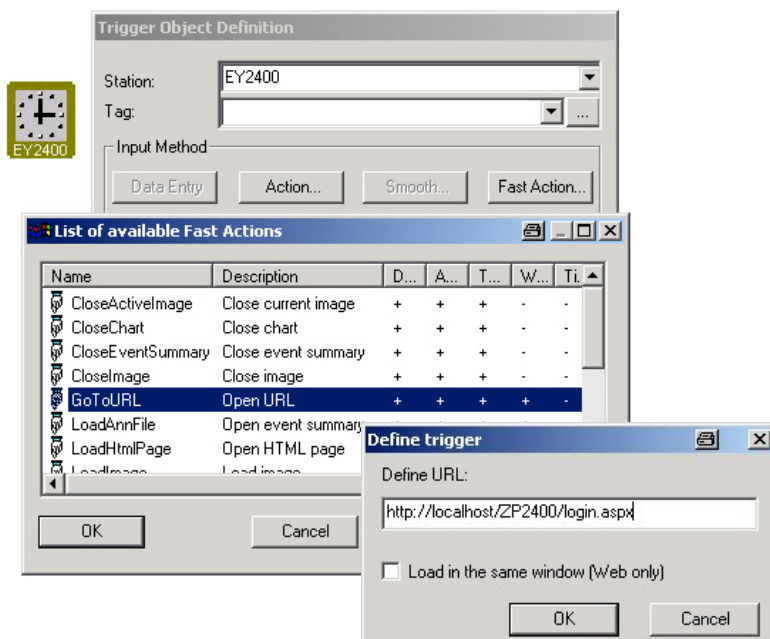 Trigger Object Definition
Station: EY2400
Tag: ...
EY2400
Input Method
Data Entry Action... Smooth... Fast Action...
List of available Fast Actions
Name Description D... A... T... W... Ti.
CloseActiveImage Close current image + + + - -
CloseChart Close chart + + + - -
CloseEventSummary Close event summary + + + - -
CloseImage Close image + + + - -
GoToURL Open URL + + + + -
LoadAnnFile Open event summary
LoadHtmlPage Open HTML page
LoadImage Load image
OK Cancel
Define trigger
Define URL:
http://localhost/ZP2400/login.aspx
Load in the same window (Web only)
OK Cancel